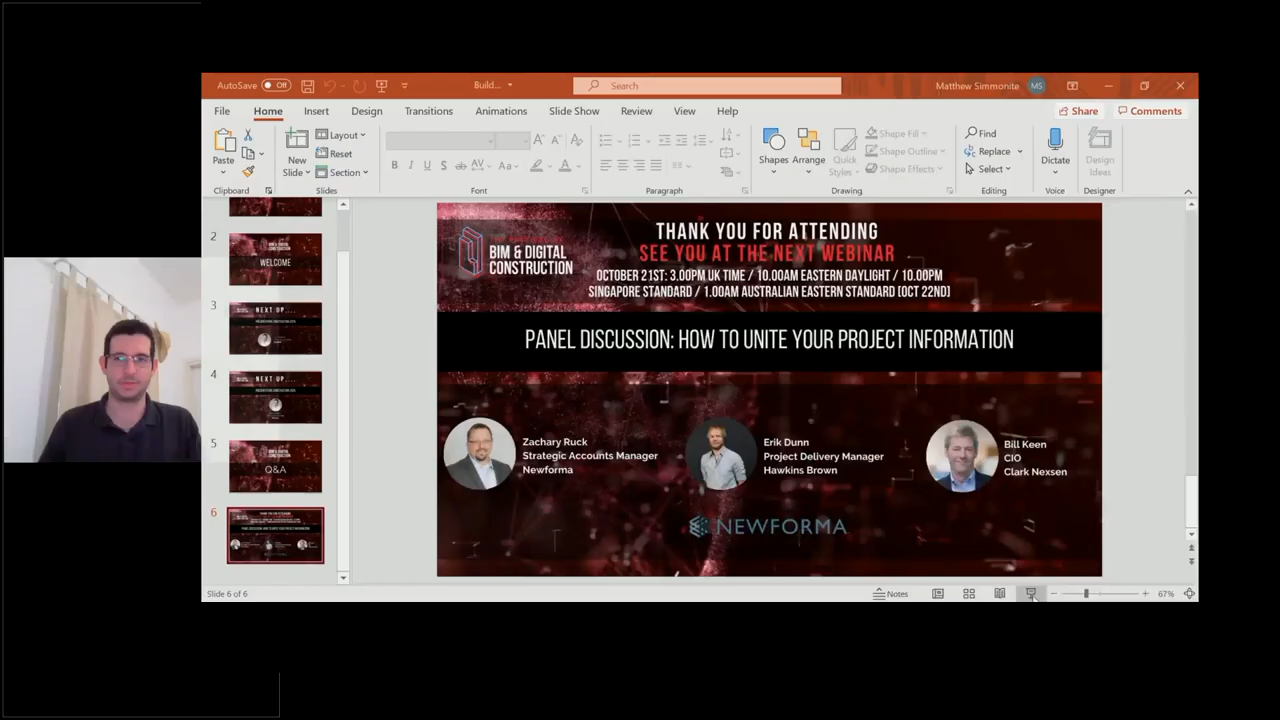 AutoSave Off
Build...
Search
Matthew Simmonite MS
File Home Insert Design Transitions Animations Slide Show Review View Help
Share Comments
Paste
New
Slide
Layout
Reset
Section
B I U S ab AV Aa A
Shapes
Arrange
Quick
Styles
Shape Fill
Shape Outline
Shape Effects
Find
Replace
Select
Dictate
Design
Ideas
Clipboard Slides Font Paragraph Drawing Editing Voice Designer
2
WELCOME
3
NEXT UP....
4
NEXT UP....
5
Q&A
6
BIM & DIGITAL
CONSTRUCTION
THANK YOU FOR ATTENDING
SEE YOU AT THE NEXT WEBINAR
OCTOBER 21ST: 3.00PM UK TIME / 10.00AM EASTERN DAYLIGHT / 10.00PM
SINGAPORE STANDARD / 1.00AM AUSTRALIAN EASTERN STANDARD [OCT 22ND]
PANEL DISCUSSION: HOW TO UNITE YOUR PROJECT INFORMATION
Zachary Ruck
Strategic Accounts Manager
Newforma
Erik Dunn
Project Delivery Manager
Hawkins Brown
Bill Keen
CIO
Clark Nexsen
NEWFORMA
Slide 6 of 6
Notes
67%